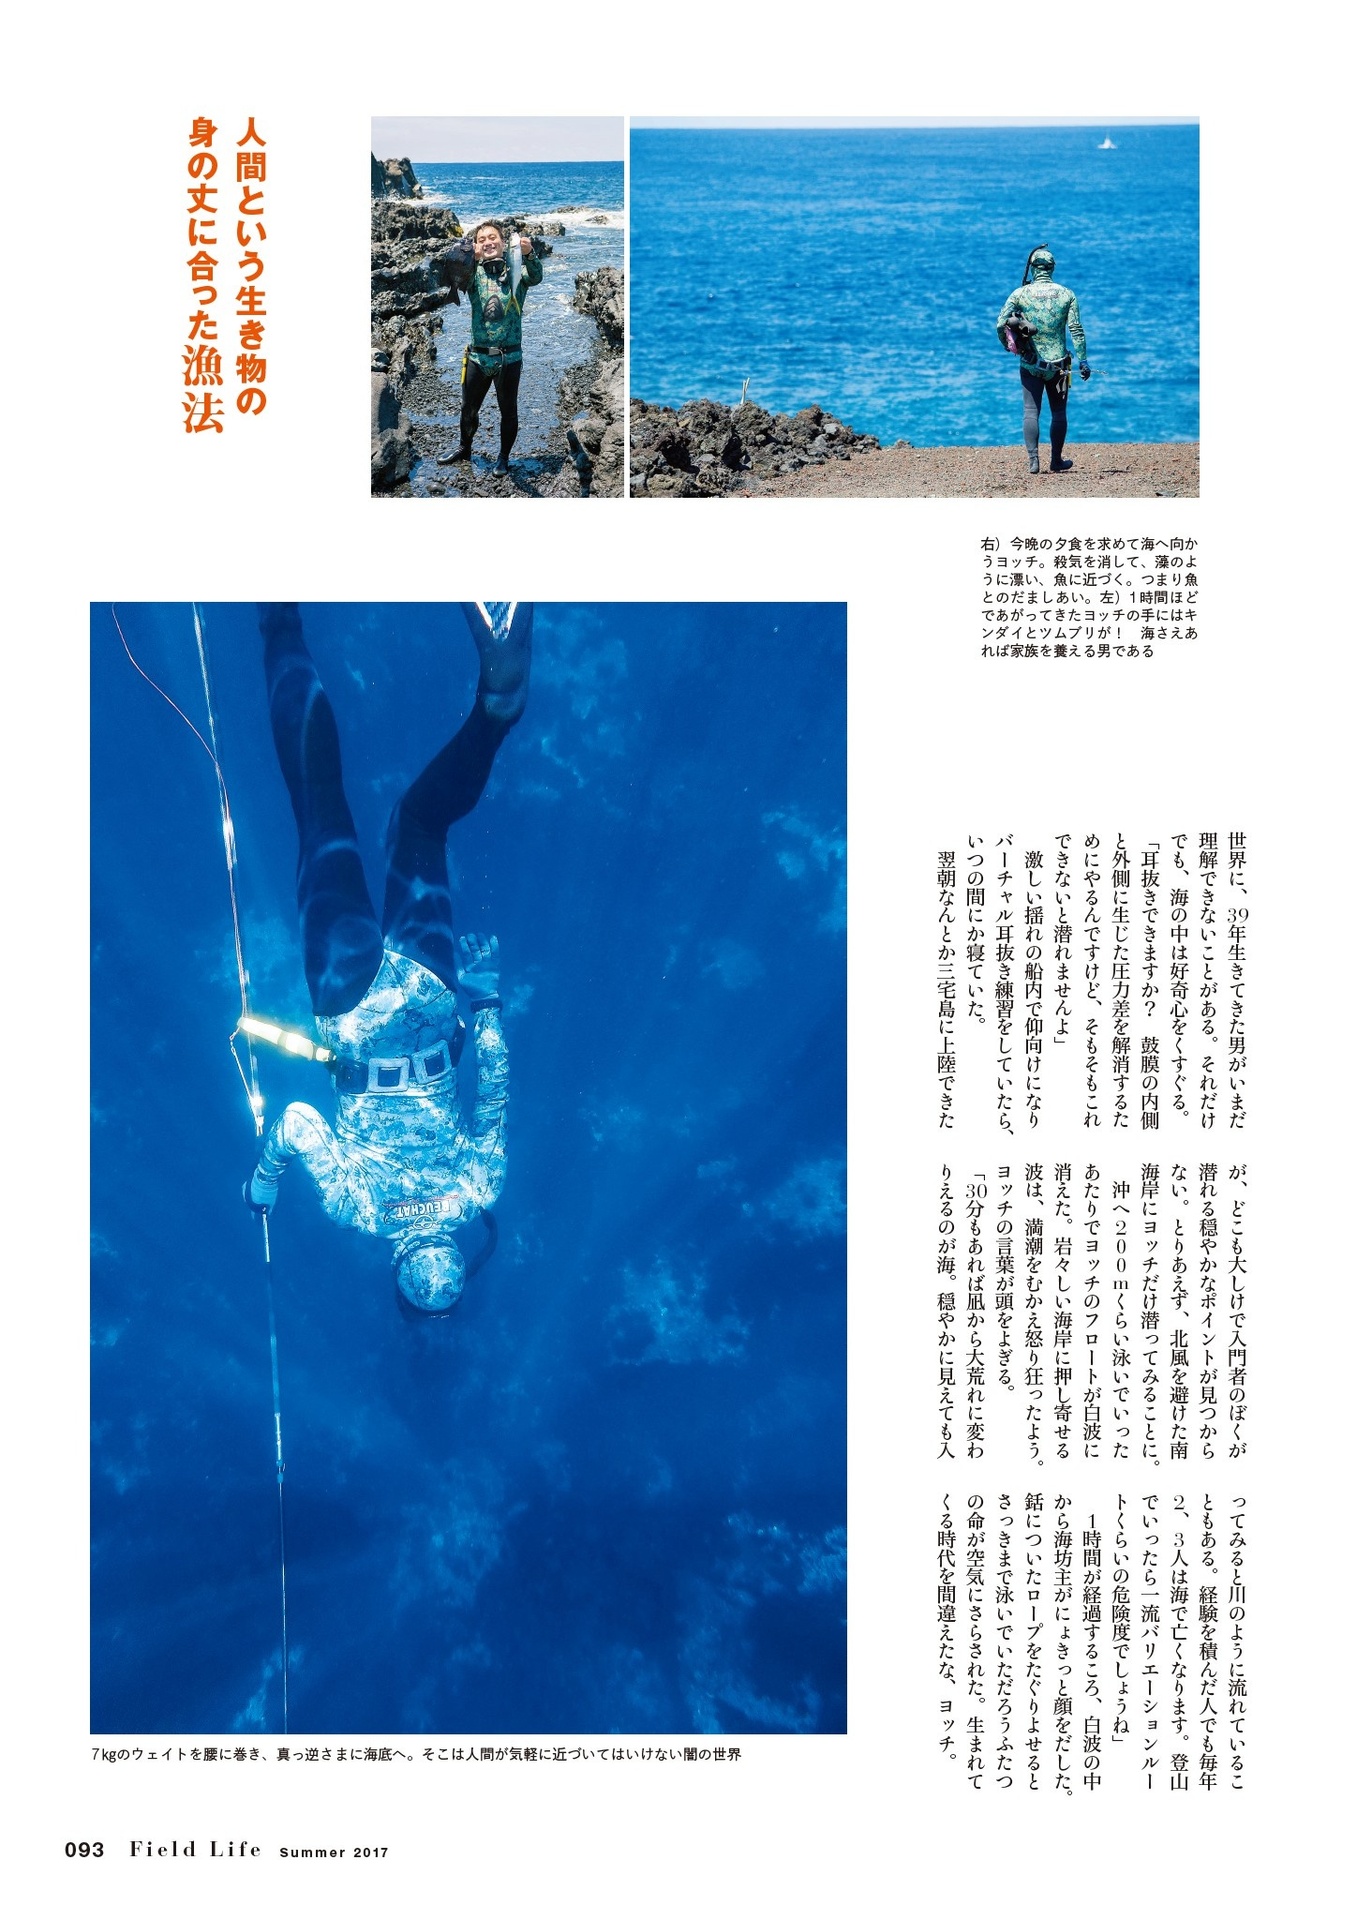 人間という生き物の
身の丈に合った漁法
右）今晩の夕食を求めて海へ向か
うヨッチ。殺気を消して、藻のよ
うに漂い、魚に近づく。つまり魚
とのだましあい。左）1時間ほど
であがってきたヨッチの手にはキ
ンダイとツムブリが！　海さえあ
れば家族を養える男である
世界に、39年生きてきた男がいまだ
理解できないことがある。それだけ
でも、海の中は好奇心をくすぐる。
「耳抜きできますか？　鼓膜の内側
と外側に生じた圧力差を解消するた
めにやるんですけど、そもそもこれ
できないと潜れませんよ」
　激しい揺れの船内で仰向けになり
バーチャル耳抜き練習をしていたら、
いつの間にか寝ていた。
　翌朝なんとか三宅島に上陸できた
が、どこも大しけで入門者のぼくが
潜れる穏やかなポイントが見つから
ない。とりあえず、北風を避けた南
海岸にヨッチだけ潜ってみることに。
　沖へ200mくらい泳いでいった
あたりでヨッチのフロートが白波に
消えた。岩々しい海岸に押し寄せる
波は、満潮をむかえ怒り狂ったよう。
ヨッチの言葉が頭をよぎる。
「30分もあれば凪から大荒れに変わ
りえるのが海。穏やかに見えても入
ってみると川のように流れているこ
ともある。経験を積んだ人でも毎年
2、3人は海で亡くなります。登山
でいったら一流バリエーションルー
トくらいの危険度でしょうね」
　1時間が経過するころ、白波の中
から海坊主がにょきっと顔をだした。
銛についたロープをたぐりよせると
さっきまで泳いでいただろうふたつ
の命が空気にさらされた。生まれて
くる時代を間違えたな、ヨッチ。
BEUCHAT
7kgのウェイトを腰に巻き、真っ逆さまに海底へ。そこは人間が気軽に近づいてはいけない闇の世界
093 Field Life Summer 2017